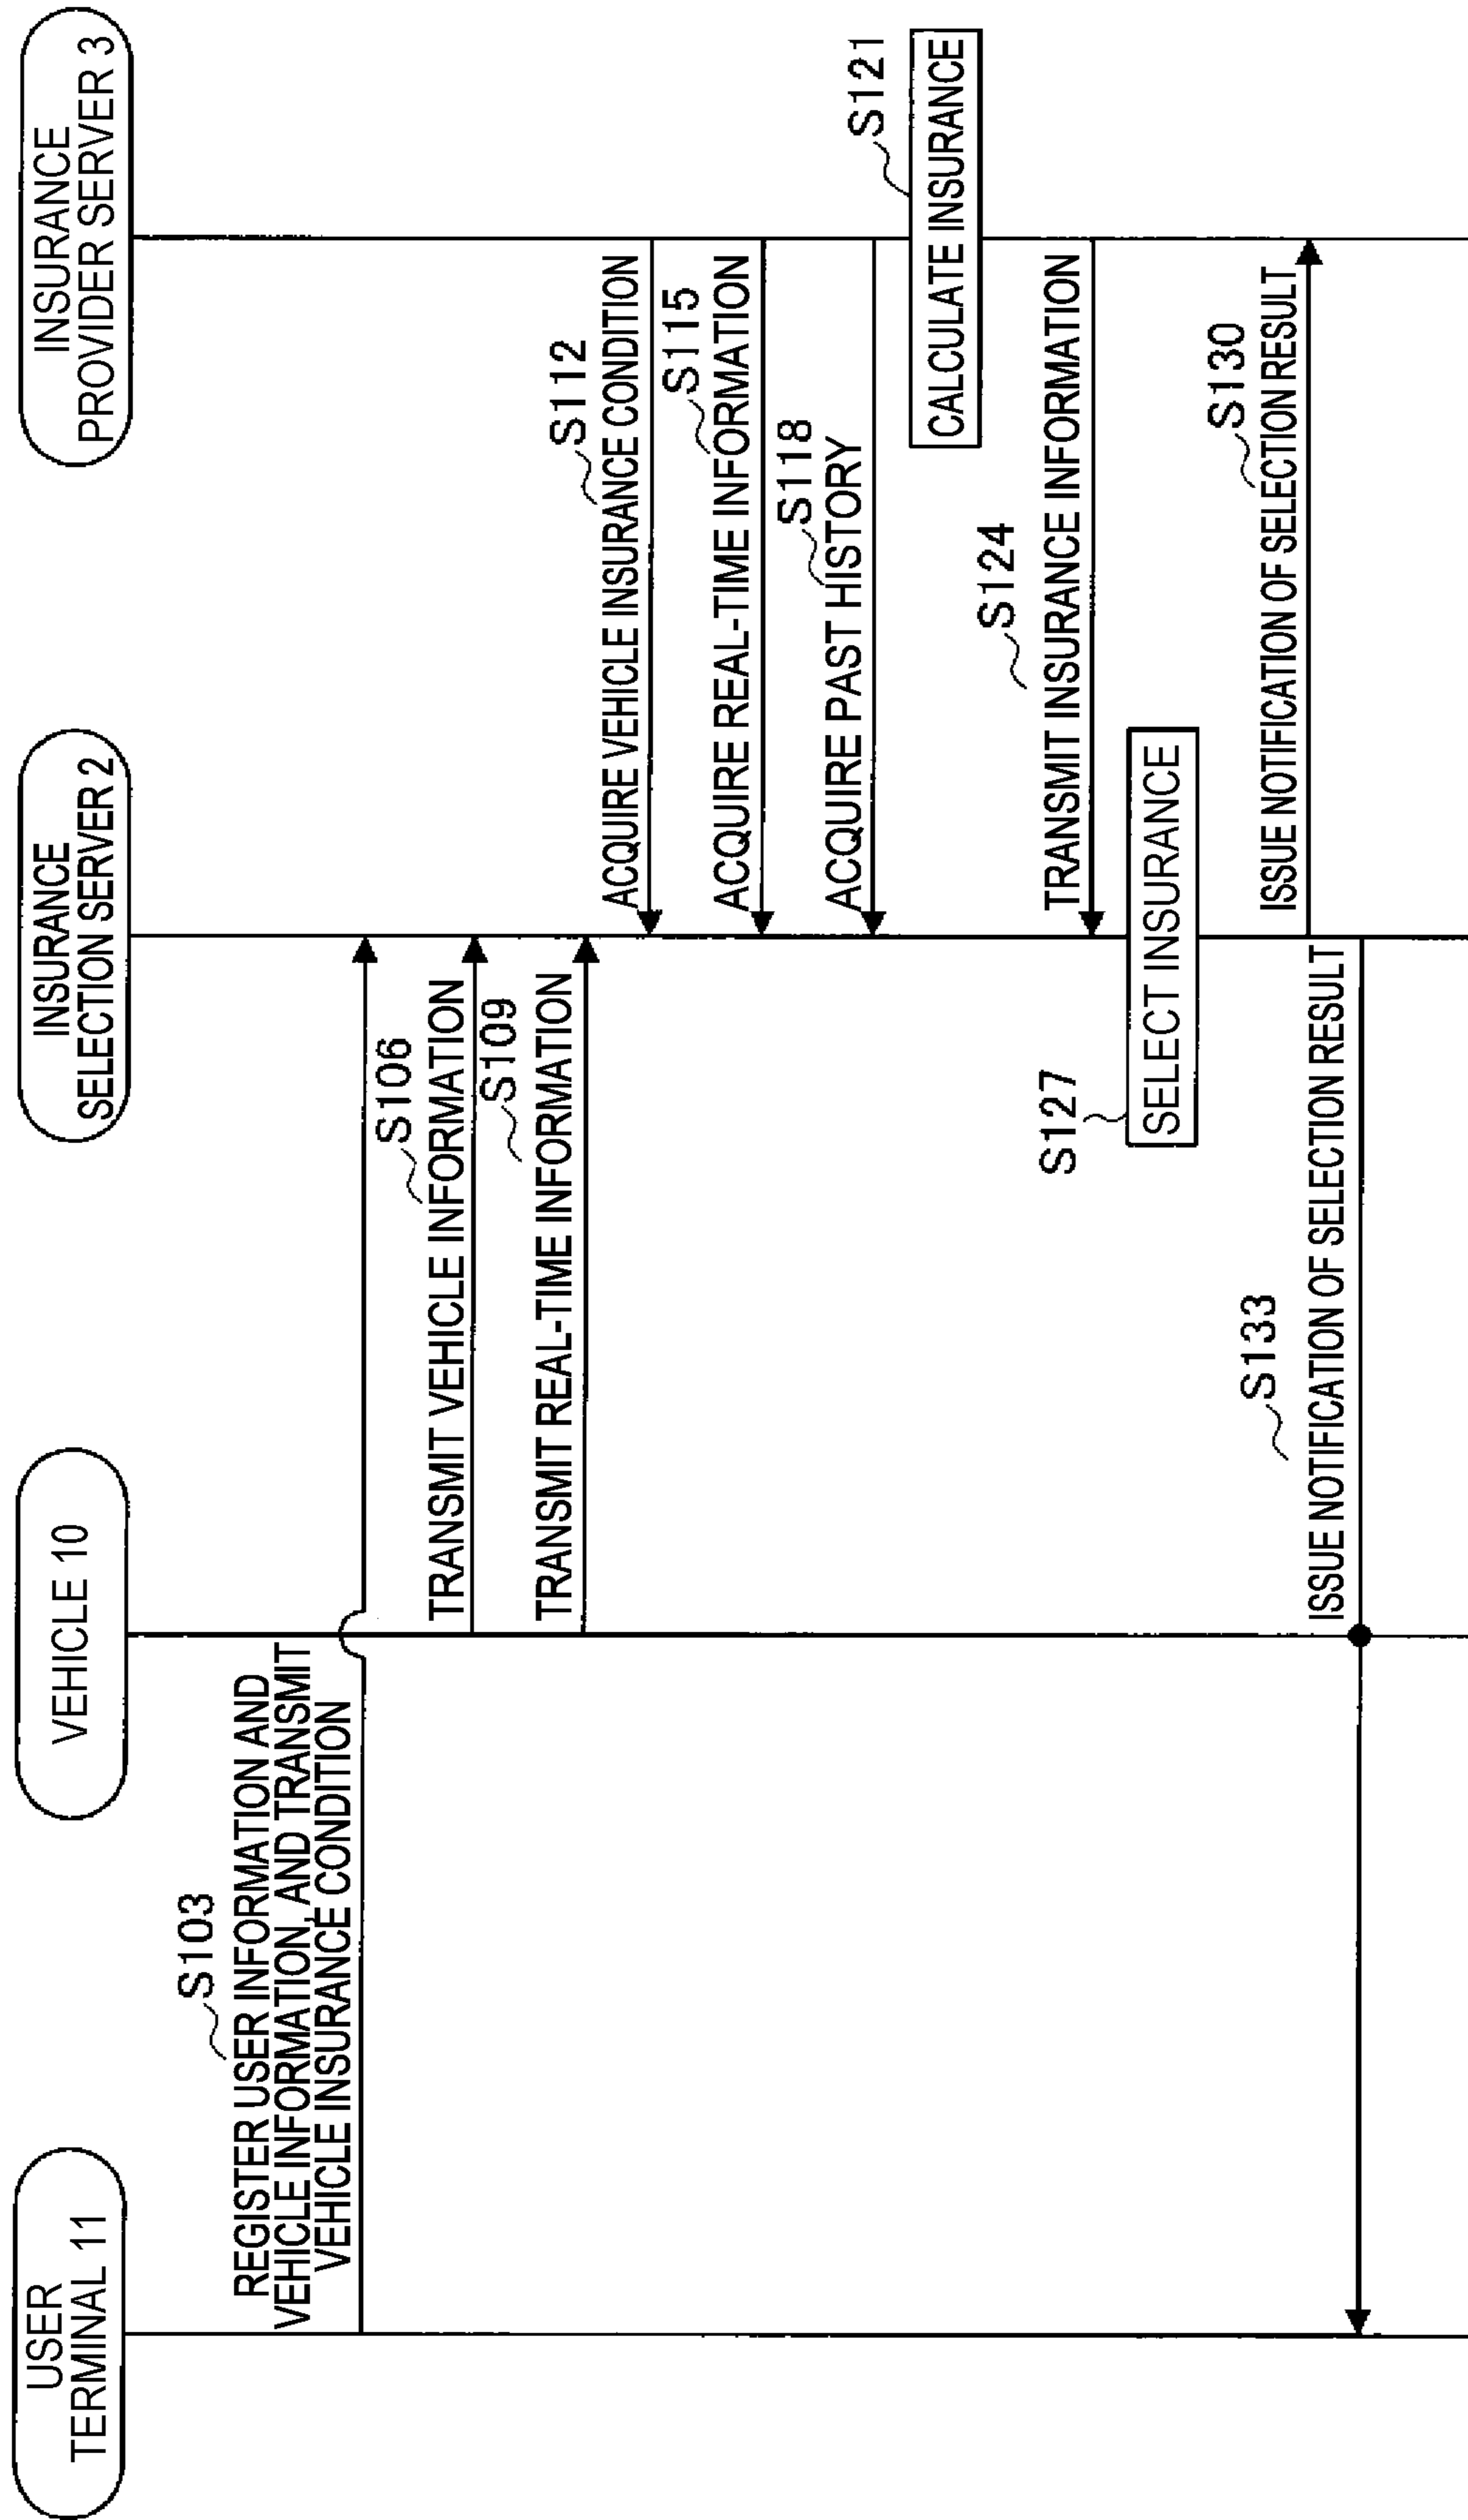 USER
TERMINAL 11
VEHICLE 10
INSURANCE
SELECTION SERVER 2
INSURANCE
PROVIDER SERVER 3
S103
REGISTER USER INFORMATION AND
VEHICLE INFORMATION, AND TRANSMIT
VEHICLE INSURANCE CONDITION
S106
TRANSMIT VEHICLE INFORMATION
S109
TRANSMIT REAL-TIME INFORMATION
S112
ACQUIRE VEHICLE INSURANCE CONDITION
S115
ACQUIRE REAL-TIME INFORMATION
S118
ACQUIRE PAST HISTORY
S121
CALCULATE INSURANCE
S124
TRANSMIT INSURANCE INFORMATION
S127
SELECT INSURANCE
S130
ISSUE NOTIFICATION OF SELECTION RESULT
S133
ISSUE NOTIFICATION OF SELECTION RESULT